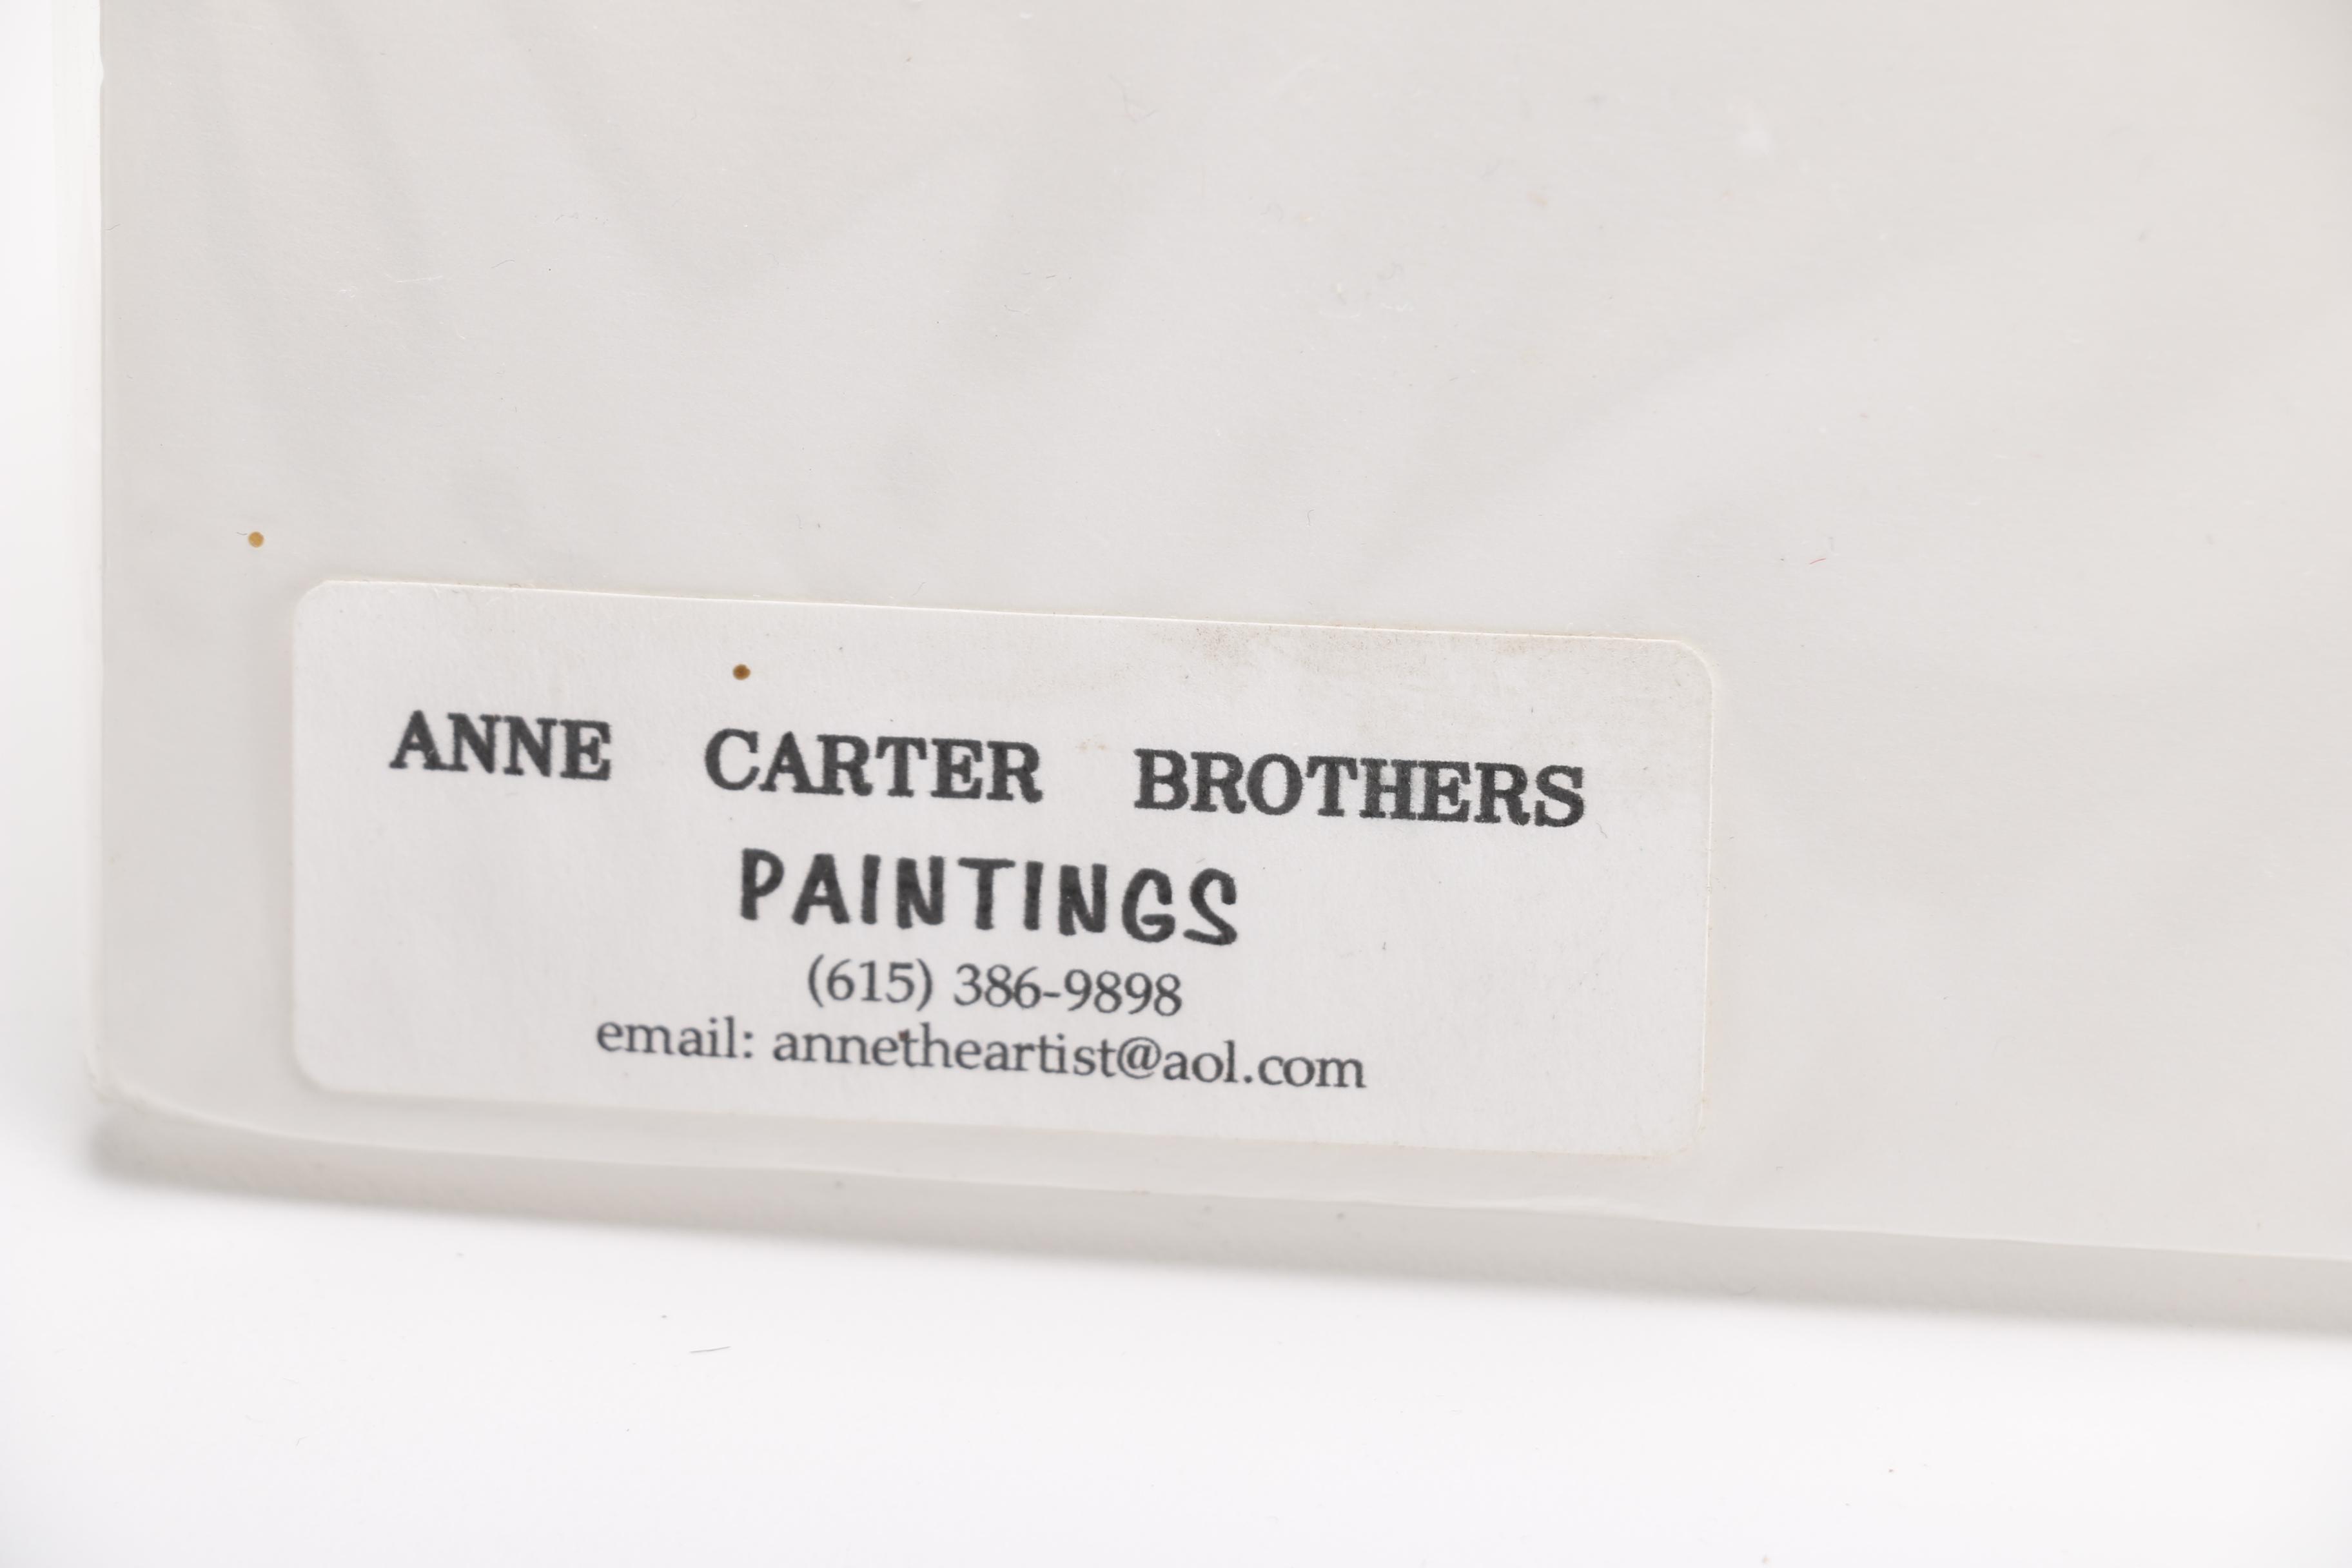 ANNE CARTER BROTHERS
PAINTINGS
(615) 386-9898
email: annetheartist@aol.com